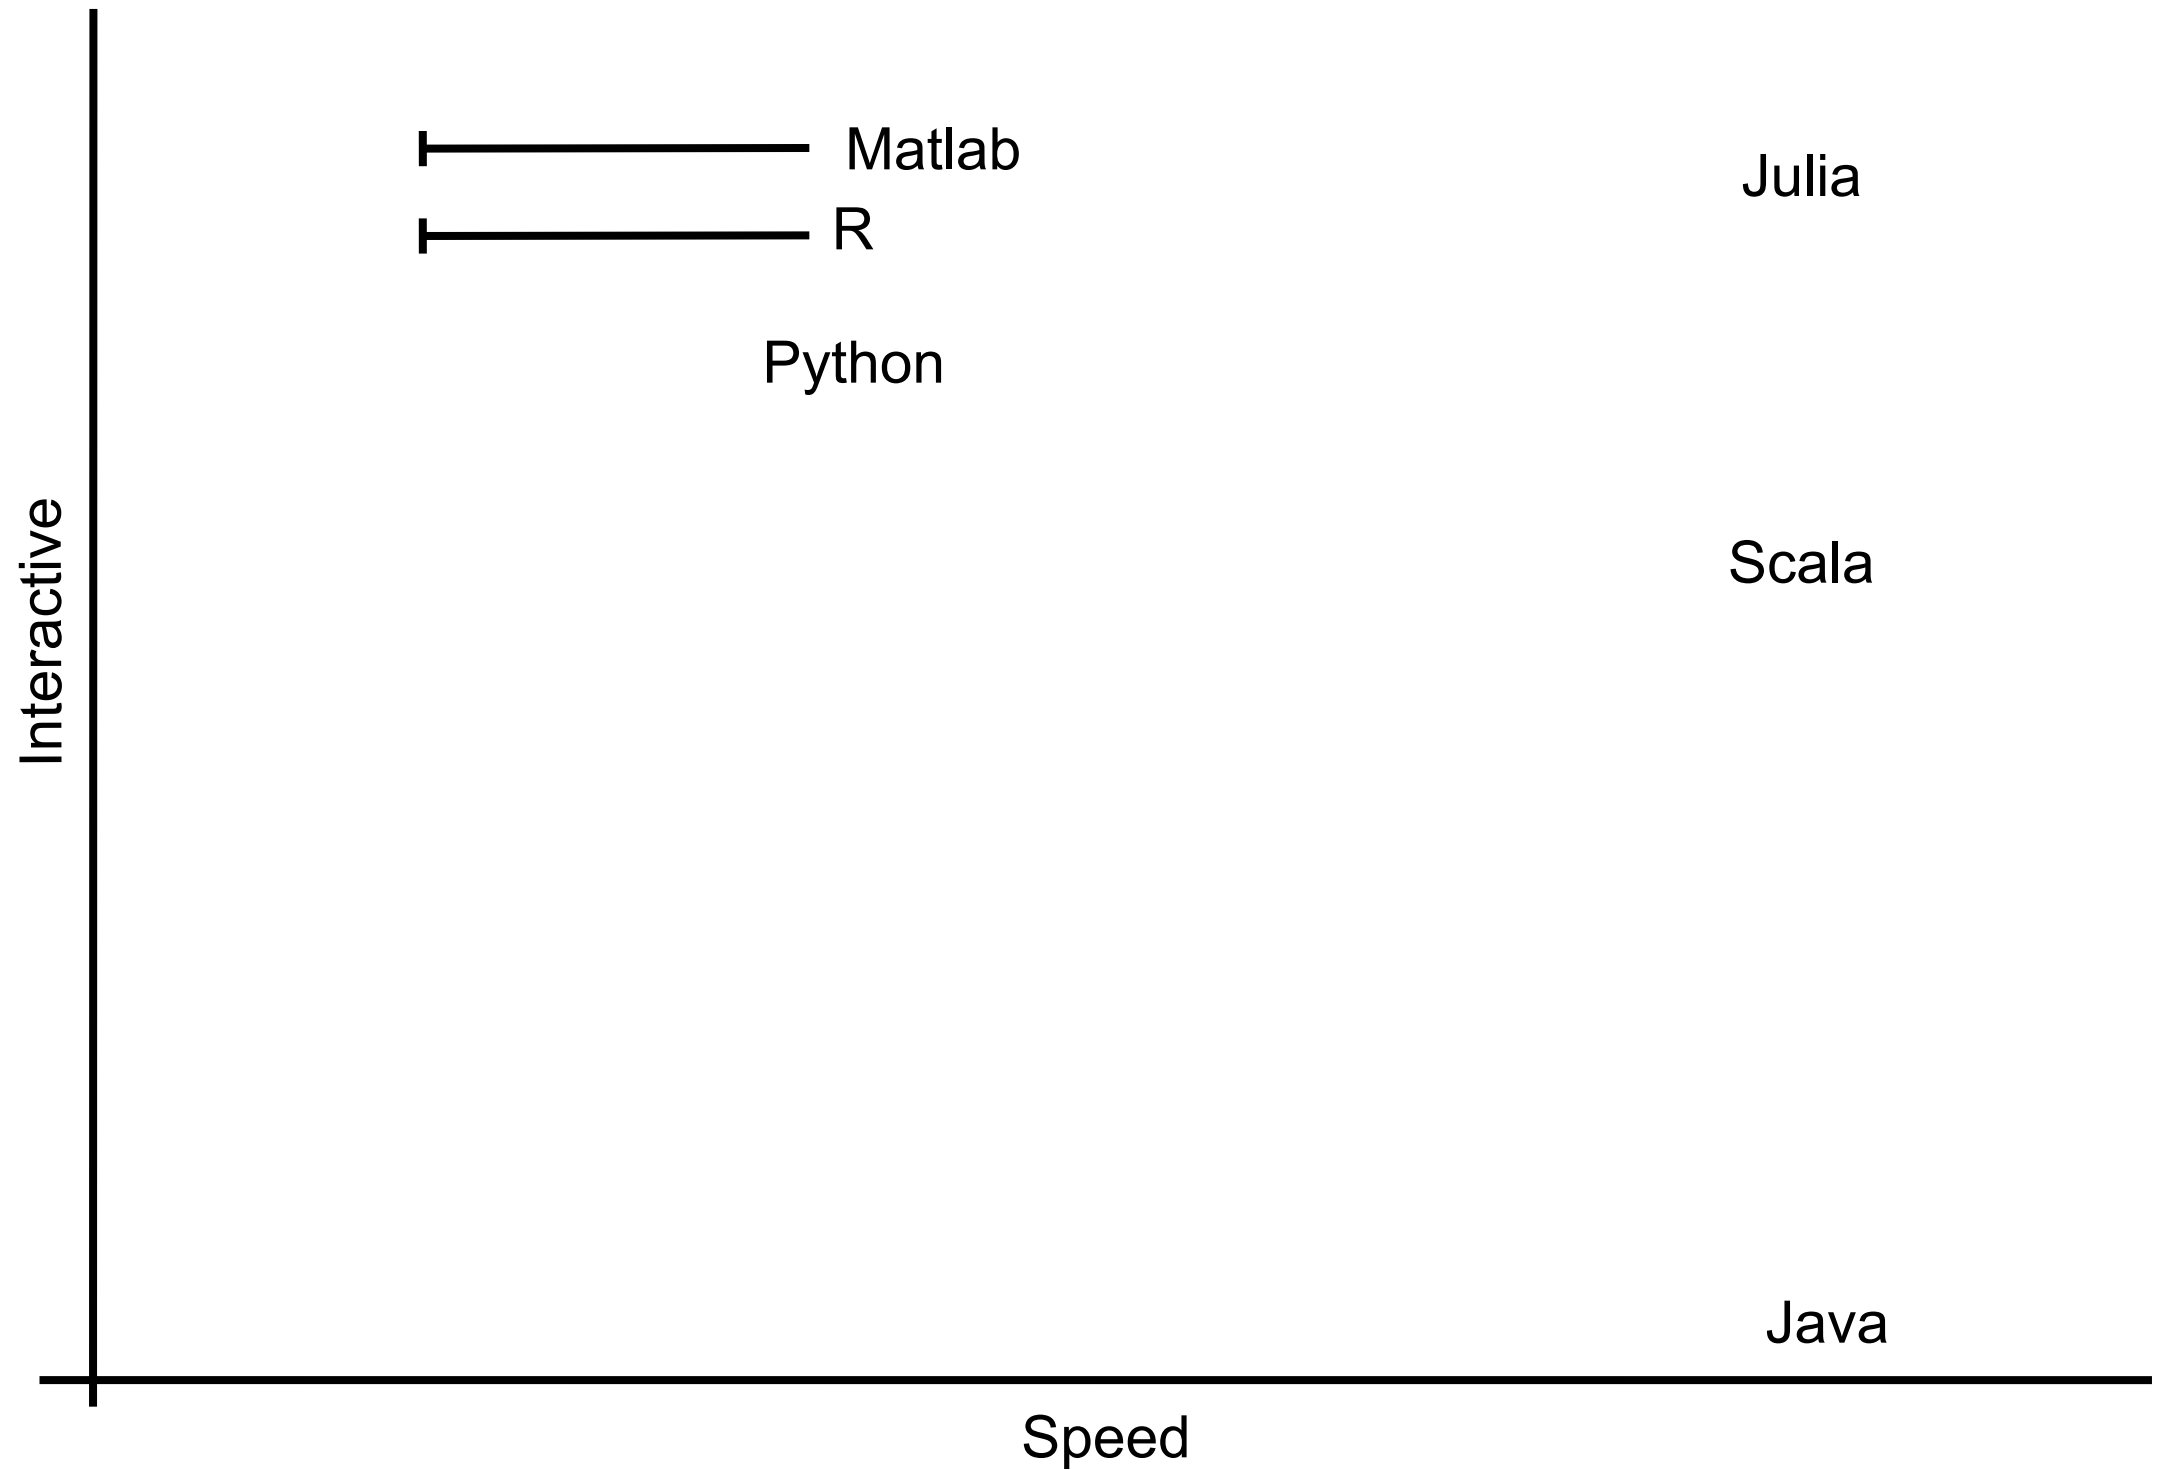 Matlab
Julia
R
Python
Interactive
Scala
Java
Speed